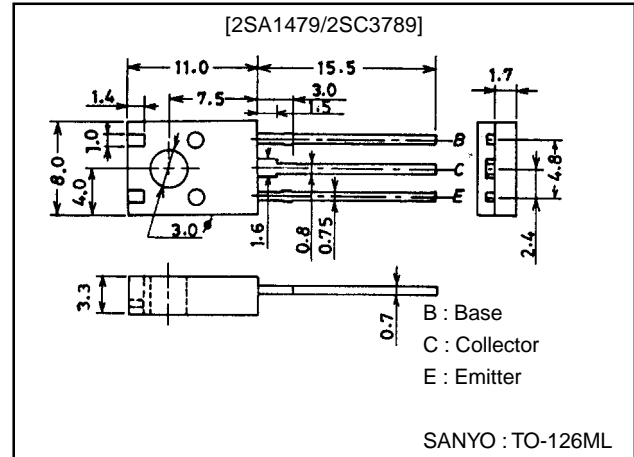 [2SA1479/2SC3789]
11.0
15.5
1.4
7.5
3.0
1.5
1.7
1.0
8.0
4.0
B
C
E
4.8
2.4
3.0ø
1.6
0.8
0.75
3.3
0.7
B : Base
C : Collector
E : Emitter
SANYO : TO-126ML